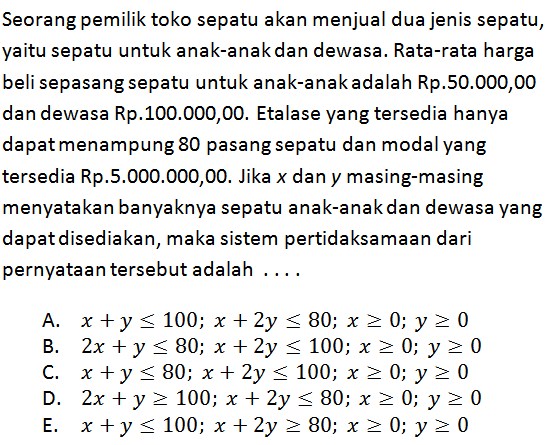 Seorang pemilik toko sepatu akan menjual dua jenis sepatu,
yaitu sepatu untuk anak-anak dan dewasa. Rata-rata harga
beli sepasang sepatu untuk anak-anak adalah Rp.50.000,00
dan dewasa Rp.100.000,00. Etalase yang tersedia hanya
dapat menampung 80 pasang sepatu dan modal yang
tersedia Rp.5.000.000,00. Jika x dan y masing-masing
menyatakan banyaknya sepatu anak-anak dan dewasa yang
dapat disediakan, maka sistem pertidaksamaan dari
pernyataan tersebut adalah ....
A. x + y ≤ 100; x + 2y ≤ 80; x ≥ 0; y ≥ 0
B. 2x + y ≤ 80; x + 2y ≤ 100; x ≥ 0; y ≥ 0
C. x + y ≤ 80; x + 2y ≤ 100; x ≥ 0; y ≥ 0
D. 2x + y ≥ 100; x + 2y ≤ 80; x ≥ 0; y ≥ 0
E. x + y ≤ 100; x + 2y ≥ 80; x ≥ 0; y ≥ 0